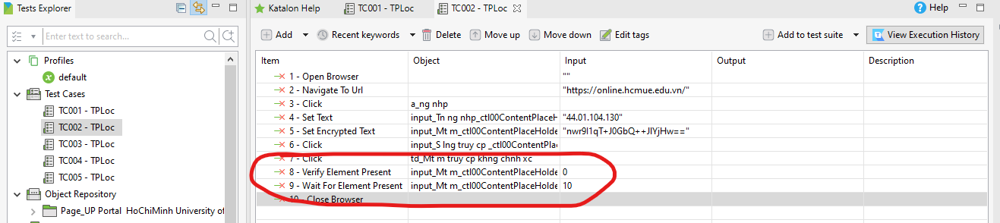 Tests Explorer
Enter text to search...
Profiles
default
Test Cases
TC001 - TPLoc
TC002 - TPLoc
TC003 - TPLoc
TC004 - TPLoc
TC005 - TPLoc
Object Repository
Page_UP Portal HoChiMinh University of
Katalon Help TC001 - TPLoc TC002 - TPLoc Help
Add Recent keywords Delete Move up Move down Edit tags Add to test suite View Execution History
Item Object Input Output Description
1 - Open Browser ""
2 - Navigate To Url "https://online.hcmue.edu.vn/"
3 - Click a_ng nhp
4 - Set Text input_Tn ng nhp_ctl00ContentPlaceH "44.01.104.130"
5 - Set Encrypted Text input_Mt m_ctl00ContentPlaceHolde "nwr9l1qT+J0GbQ++JIYjHw=="
6 - Click input_S lng truy cp _ctl00ContentPlac
7 - Click td_Mt m truy cp khng chnh xc
8 - Verify Element Present input_Mt m_ctl00ContentPlaceHolde 0
9 - Wait For Element Present input_Mt m_ctl00ContentPlaceHolde 10
10 - Close Browser